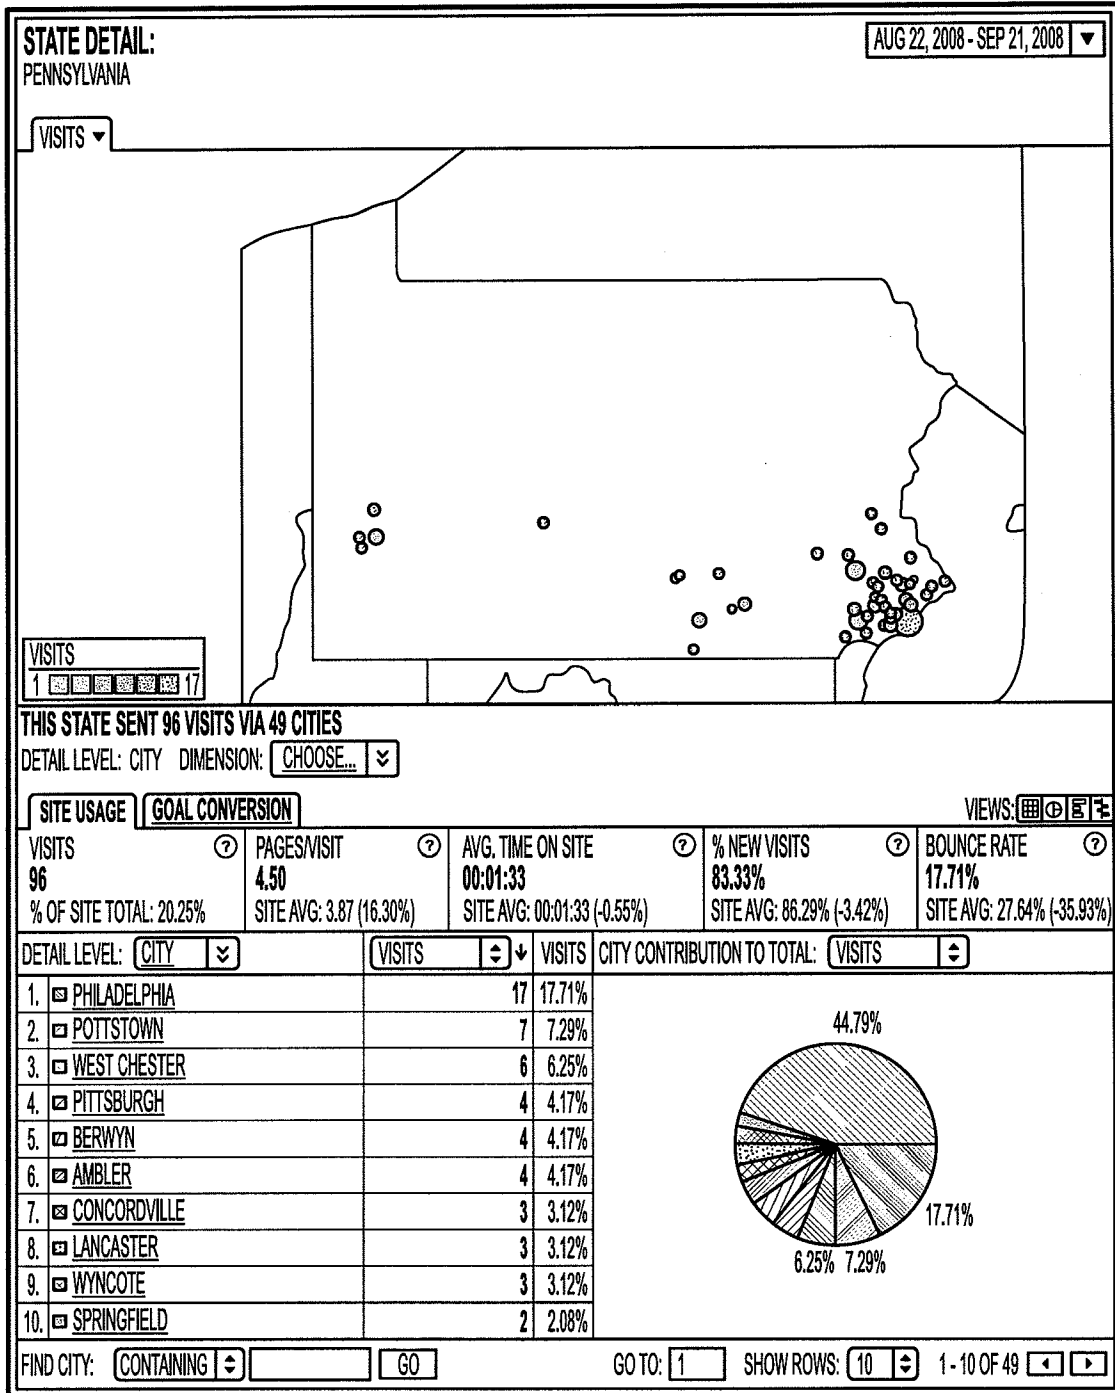 STATE DETAIL:
PENNSYLVANIA
AUG 22, 2008 - SEP 21, 2008
VISITS
VISITS
1 17
THIS STATE SENT 96 VISITS VIA 49 CITIES
DETAIL LEVEL: CITY DIMENSION: CHOOSE...
SITE USAGE GOAL CONVERSION VIEWS:
VISITS ? PAGES/VISIT ? AVG. TIME ON SITE ? % NEW VISITS ? BOUNCE RATE ?
96 4.50 00:01:33 83.33% 17.71%
% OF SITE TOTAL: 20.25% SITE AVG: 3.87 (16.30%) SITE AVG: 00:01:33 (-0.55%) SITE AVG: 86.29% (-3.42%) SITE AVG: 27.64% (-35.93%)
DETAIL LEVEL: CITY VISITS VISITS CITY CONTRIBUTION TO TOTAL: VISITS
1. PHILADELPHIA 17 17.71%
2. POTTSTOWN 7 7.29%
3. WEST CHESTER 6 6.25%
4. PITTSBURGH 4 4.17%
5. BERWYN 4 4.17%
6. AMBLER 4 4.17%
7. CONCORDVILLE 3 3.12%
8. LANCASTER 3 3.12%
9. WYNCOTE 3 3.12%
10. SPRINGFIELD 2 2.08%
44.79%
17.71%
6.25% 7.29%
FIND CITY: CONTAINING GO GO TO: 1 SHOW ROWS: 10 1 - 10 OF 49